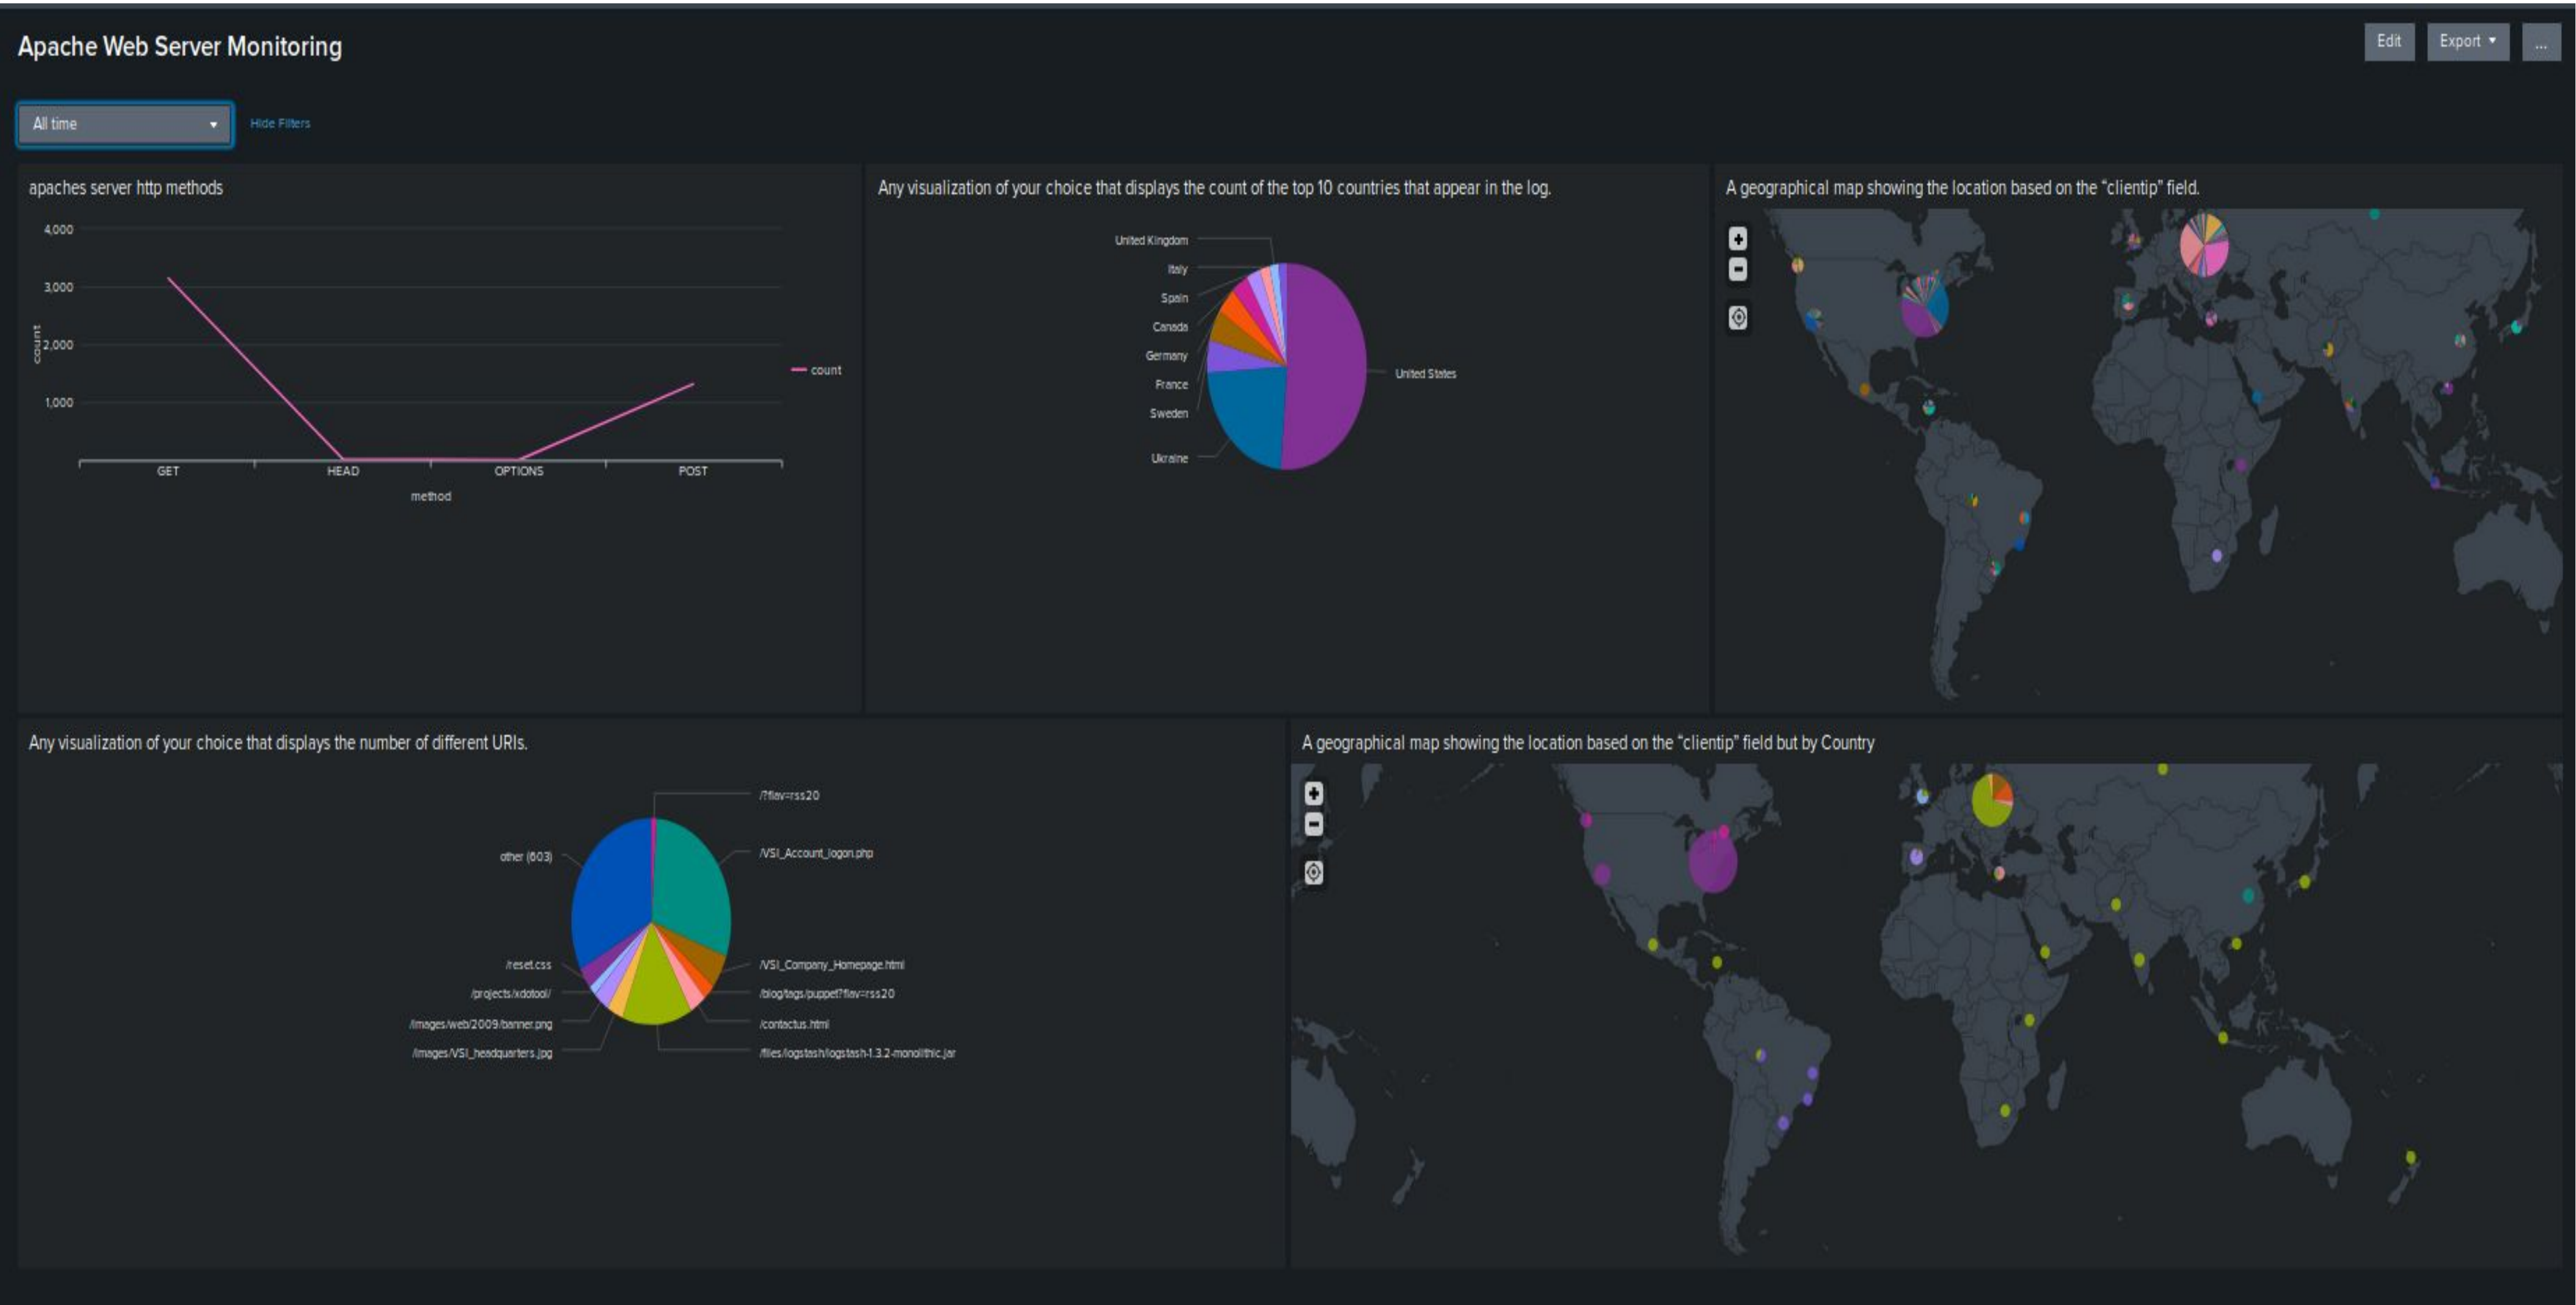 Apache Web Server Monitoring
Edit
Export
...
All time
Hide Filters
apaches server http methods
4,000
3,000
2,000
1,000
count
GET
HEAD
OPTIONS
POST
method
count
Any visualization of your choice that displays the count of the top 10 countries that appear in the log.
United Kingdom
Italy
Spain
Canada
Germany
France
Sweden
Ukraine
United States
A geographical map showing the location based on the “clientip” field.
Any visualization of your choice that displays the number of different URIs.
/?flav=rss20
other (603)
/VSI_Account_logon.php
/reset.css
/VSI_Company_Homepage.html
/projects/xdotool/
/blog/tags/puppet?flav=rss20
/images/web/2009/banner.png
/contactus.html
/images/VSI_headquarters.jpg
/files/logstash/logstash-1.3.2-monolithic.jar
A geographical map showing the location based on the “clientip” field but by Country